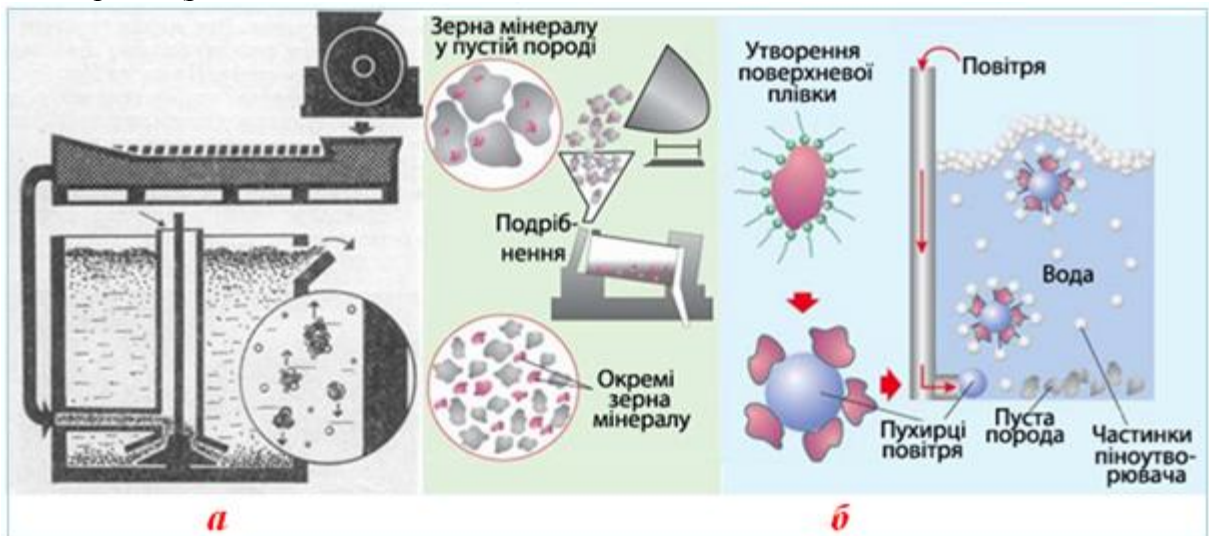 Зерна мінералу
у пустій породі
Подріб-
нення
Окремі
зерна
мінералу
Утворення
поверхневої
плівки
Повітря
Вода
Пухирці
повітря
Пуста
порода
Частинки
піноутво-
рювача
а
б